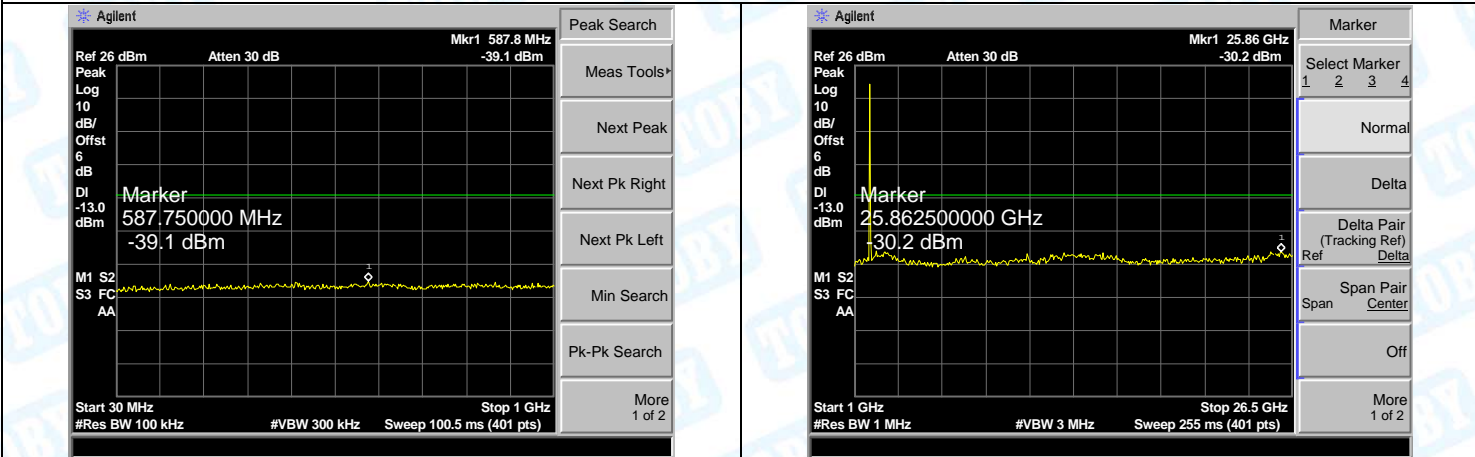 Agilent
Peak Search
Mkr1 587.8 MHz
Ref 26 dBm Atten 30 dB -39.1 dBm
Peak
Log
10
dB/
Offst
6
dB
DI
-13.0
dBm
Marker
587.750000 MHz
-39.1 dBm
1
M1 S2
S3 FC
AA
Start 30 MHz Stop 1 GHz
#Res BW 100 kHz #VBW 300 kHz Sweep 100.5 ms (401 pts)
Meas Tools
Next Peak
Next Pk Right
Next Pk Left
Min Search
Pk-Pk Search
More
1 of 2
Agilent
Marker
Mkr1 25.86 GHz
Ref 26 dBm Atten 30 dB -30.2 dBm
Peak
Log
10
dB/
Offst
6
dB
DI
-13.0
dBm
Marker
25.862500000 GHz
-30.2 dBm
1
M1 S2
S3 FC
AA
Start 1 GHz Stop 26.5 GHz
#Res BW 1 MHz #VBW 3 MHz Sweep 255 ms (401 pts)
Select Marker
1 2 3 4
Normal
Delta
Delta Pair
(Tracking Ref)
Ref Delta
Span Pair
Span Center
Off
More
1 of 2
TOBY